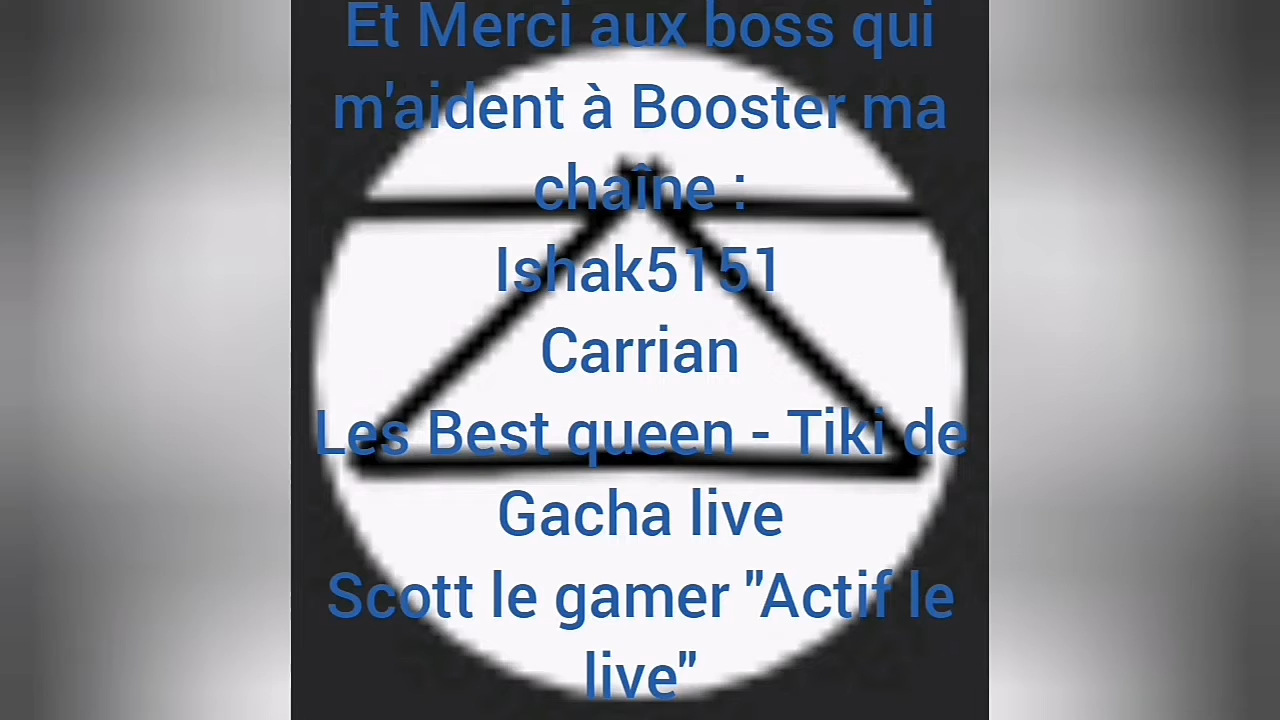 Et Merci aux boss qui
m'aident à Booster ma
chaîne :
Ishak5151
Carrian
Les Best queen - Tiki de
Gacha live
Scott le gamer "Actif le
live"